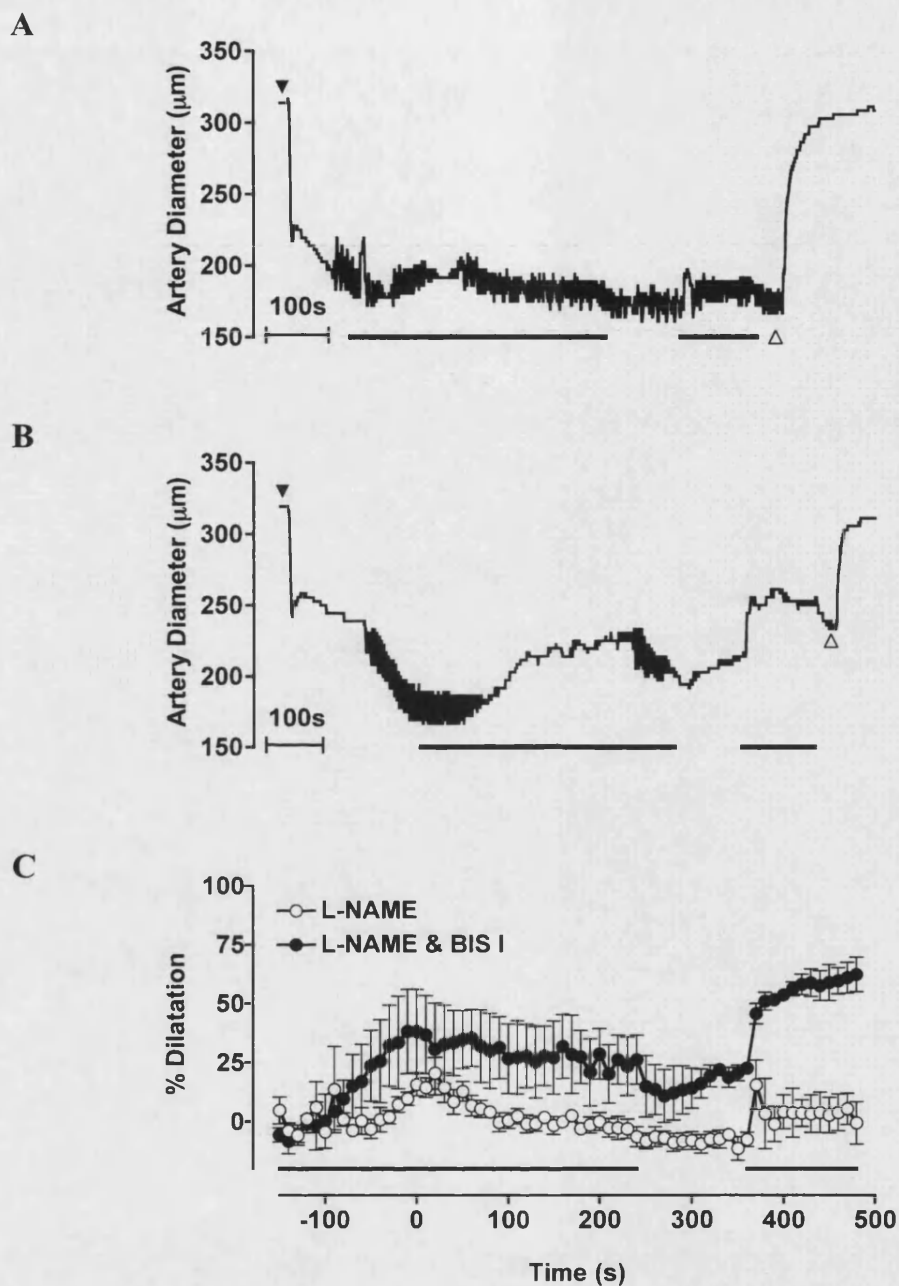 A
Artery Diameter (μm)
350
300
250
200
150
100s
B
Artery Diameter (μm)
350
300
250
200
150
100s
C
% Dilatation
100
75
50
25
0
L-NAME
L-NAME & BIS I
-100 0 100 200 300 400 500
Time (s)